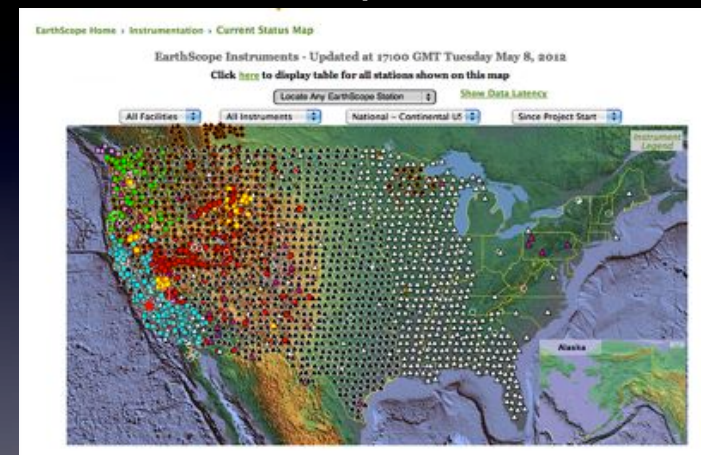 EarthScope Home › Instrumentation › Current Status Map
EarthScope Instruments - Updated at 17:00 GMT Tuesday May 8, 2012
Click here to display table for all stations shown on this map
Locate Any EarthScope Station
Show Data Latency
All Facilities
All Instruments
National - Continental US
Since Project Start
Instrument
Legend
Alaska